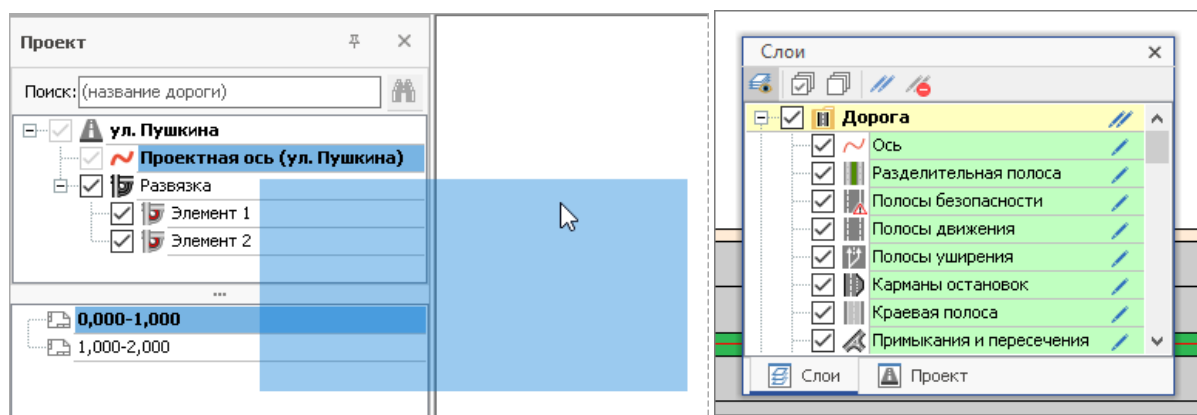 Проект
Поиск: (название дороги)
ул. Пушкина
Проектная ось (ул. Пушкина)
Развязка
Элемент 1
Элемент 2
0,000-1,000
1,000-2,000
Слои
Дорога
Ось
Разделительная полоса
Полосы безопасности
Полосы движения
Полосы уширения
Карманы остановок
Краевая полоса
Примыкания и пересечения
Слои Проект